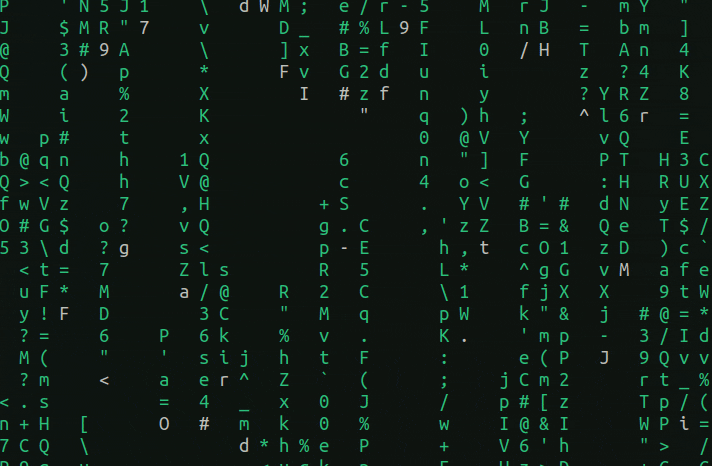 P ' N 5 J 1 \ d W M ; e / r - 5 M r J - m Y "
J $ M R " 7 v D _ # % L 9 F L n B = b m ]
@ 3 # 9 A \ ] x B = f I 0 / H T A n 4
Q ( ) p * F v G 2 d u i z ? 4 K
m a % X I # z f n y ? Y R Z 8
W i 2 K " q ) h ; ^ l 6 r =
w p # t x 0 @ V Y v Q E
b @ q n h 1 Q 6 n " ] F P T H 3 C
Q > < Q h V @ c 4 o < G : H R U X
f w V z 7 , H + S . Y V # ' # d N y E Z
O # G $ o ? v Q g . C , z Z B = & Q e T $ /
5 3 \ d ? g s < p - E ' , t c O 1 z D ) c `
< t = 7 Z l s R 5 h * ^ g G v M a f e
u F * M a / @ R 2 C L 1 f j X X 9 t W
y ! F D 3 C " M q \ W k " & j # @ = *
? = 6 P 6 k % v . p K . ' m p - 3 / I d
M ( " ' s i j h t F : e ( P J 9 Q v v
? m < a e r ^ Z ` ( ; j C m 2 r t _ %
< . s = 4 _ x 0 J / p # [ z T p / (
n + H [ O # m k 0 % w I @ & I W P i =
7 C Q \ d * h % e P + V 6 ' h " > /